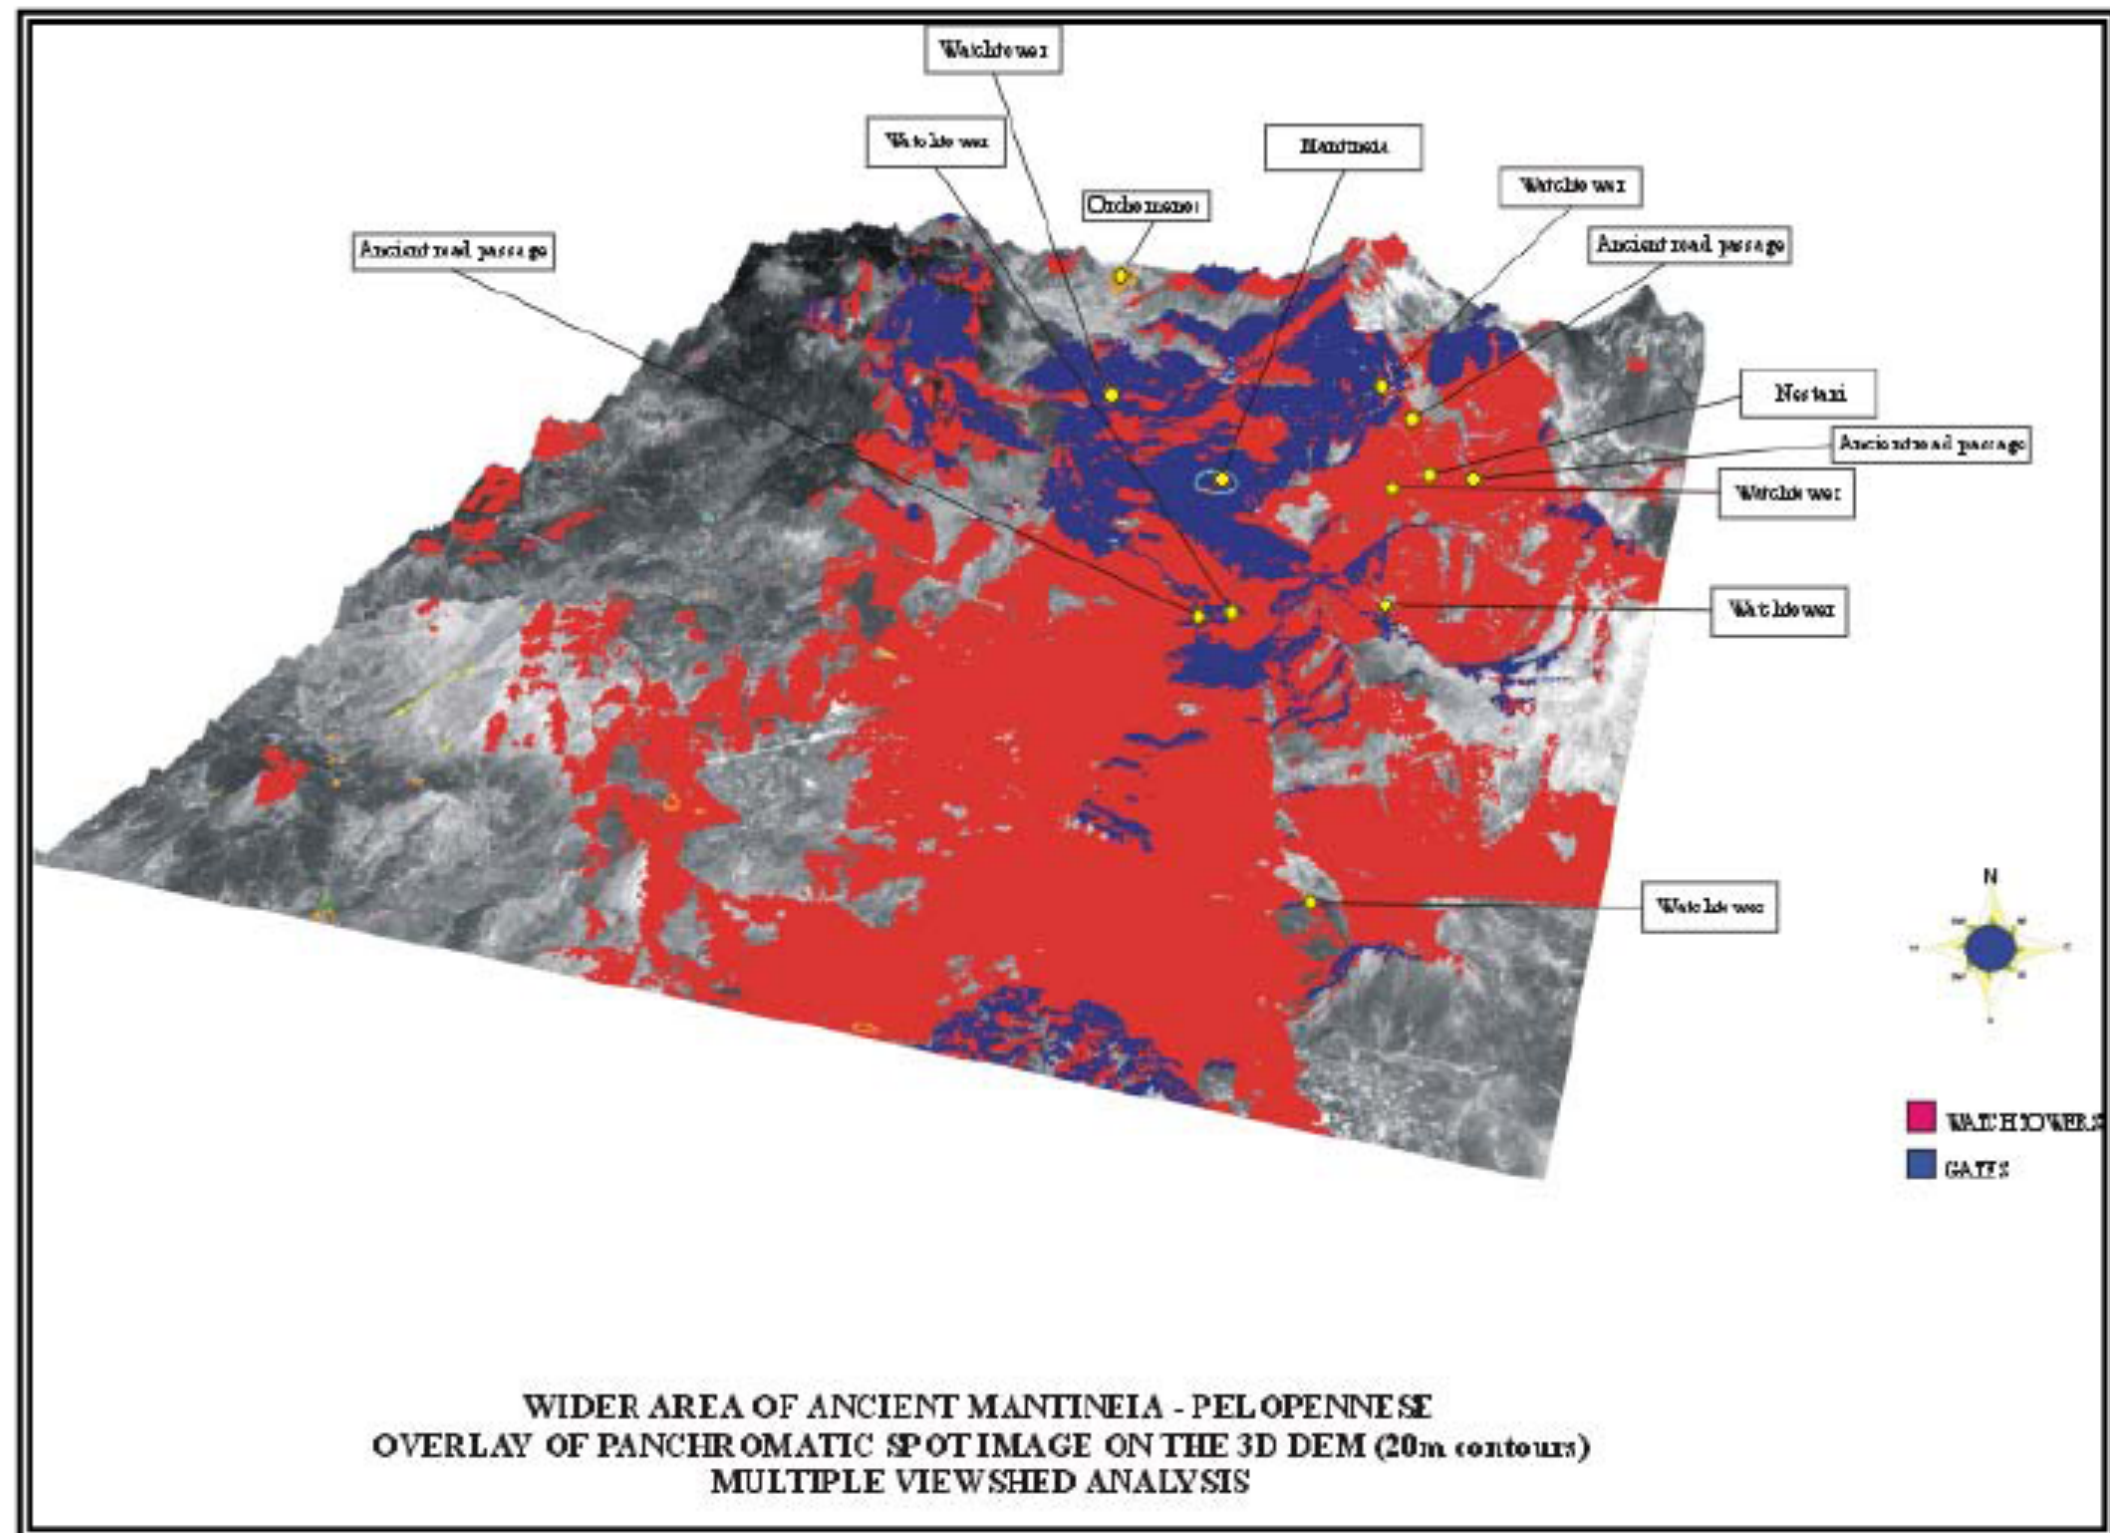 Watchtower
Watchtower
Mantineia
Watchtower
Orchomenos
Ancient road passage
Ancient road passage
Nestani
Ancient road passage
Watchtower
Watchtower
Watchtower
N
WATCHTOWERS
GATES
WIDER AREA OF ANCIENT MANTINEIA - PELOPENNESE
OVERLAY OF PANCHROMATIC SPOT IMAGE ON THE 3D DEM (20m contours)
MULTIPLE VIEWSHED ANALYSIS